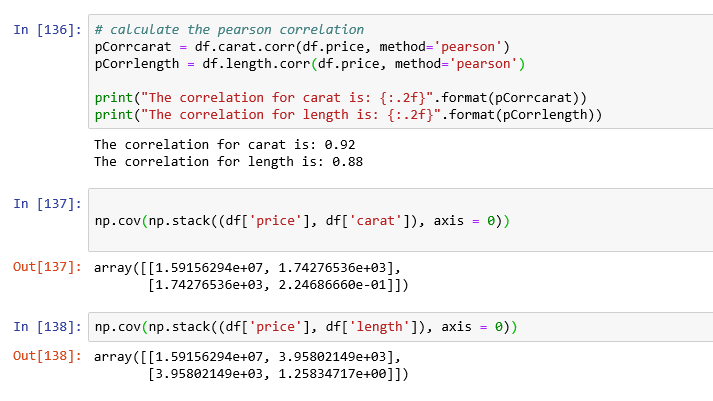 In [136]: # calculate the pearson correlation
pCorrcarat = df.carat.corr(df.price, method='pearson')
pCorrlength = df.length.corr(df.price, method='pearson')
print("The correlation for carat is: {:.2f}".format(pCorrcarat))
print("The correlation for length is: {:.2f}".format(pCorrlength))
The correlation for carat is: 0.92
The correlation for length is: 0.88
In [137]:
np.cov(np.stack((df['price'], df['carat']), axis = 0))
Out[137]: array([[1.59156294e+07, 1.74276536e+03],
[1.74276536e+03, 2.24686660e-01]])
In [138]: np.cov(np.stack((df['price'], df['length']), axis = 0))
Out[138]: array([[1.59156294e+07, 3.95802149e+03],
[3.95802149e+03, 1.25834717e+00]])